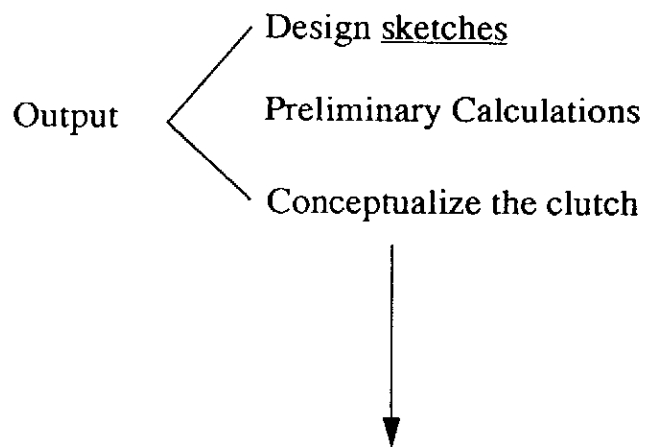 Design sketches
Output
Preliminary Calculations
Conceptualize the clutch